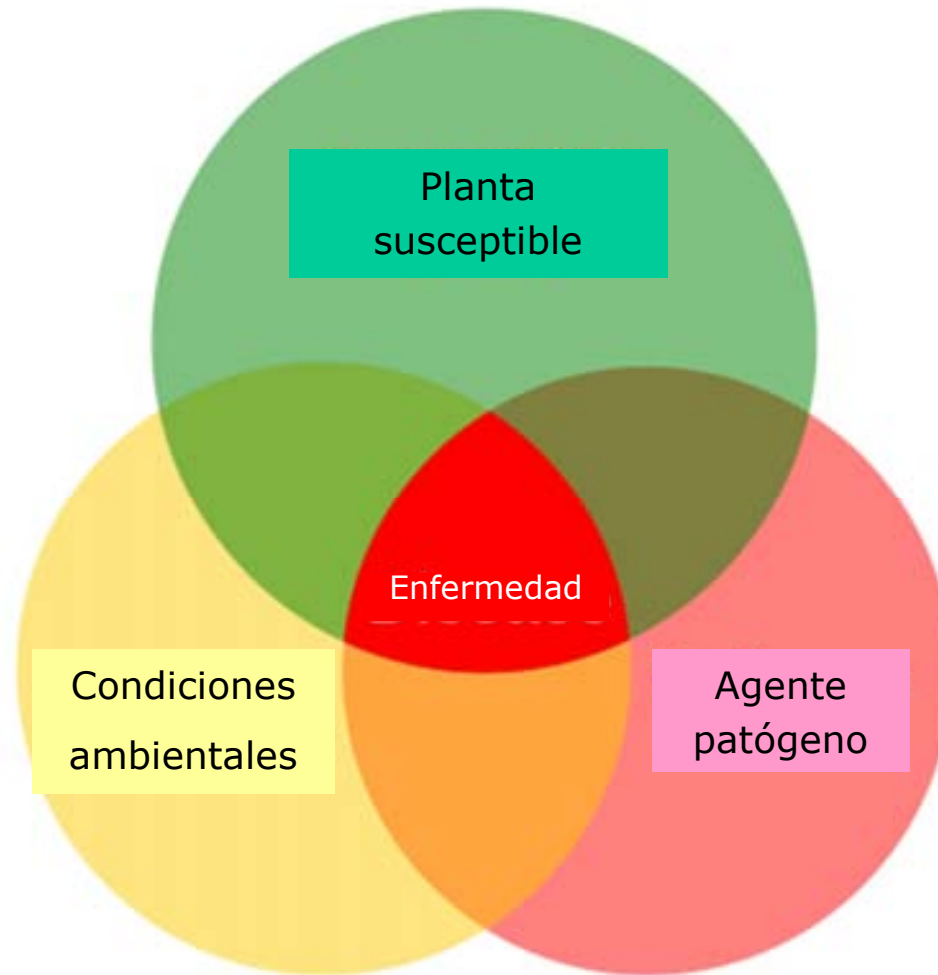 Planta
susceptible
Enfermedad
Condiciones
ambientales
Agente
patógeno